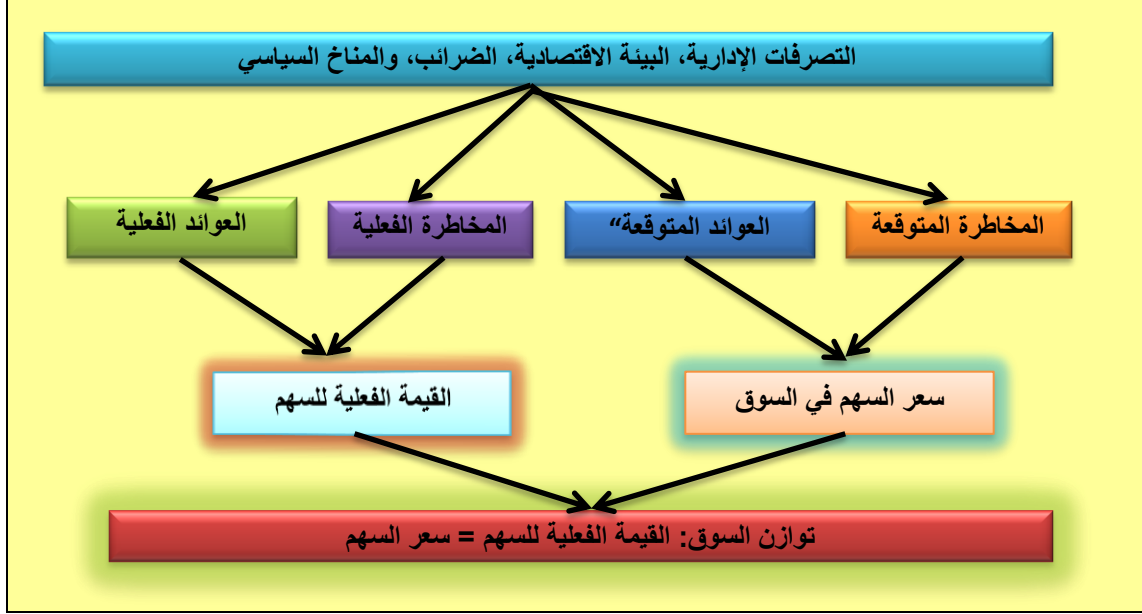 التصرفات الإدارية، البيئة الاقتصادية، الضرائب، والمناخ السياسي
المخاطرة المتوقعة
العوائد المتوقعة“
المخاطرة الفعلية
العوائد الفعلية
سعر السهم في السوق
القيمة الفعلية للسهم
توازن السوق: القيمة الفعلية للسهم = سعر السهم